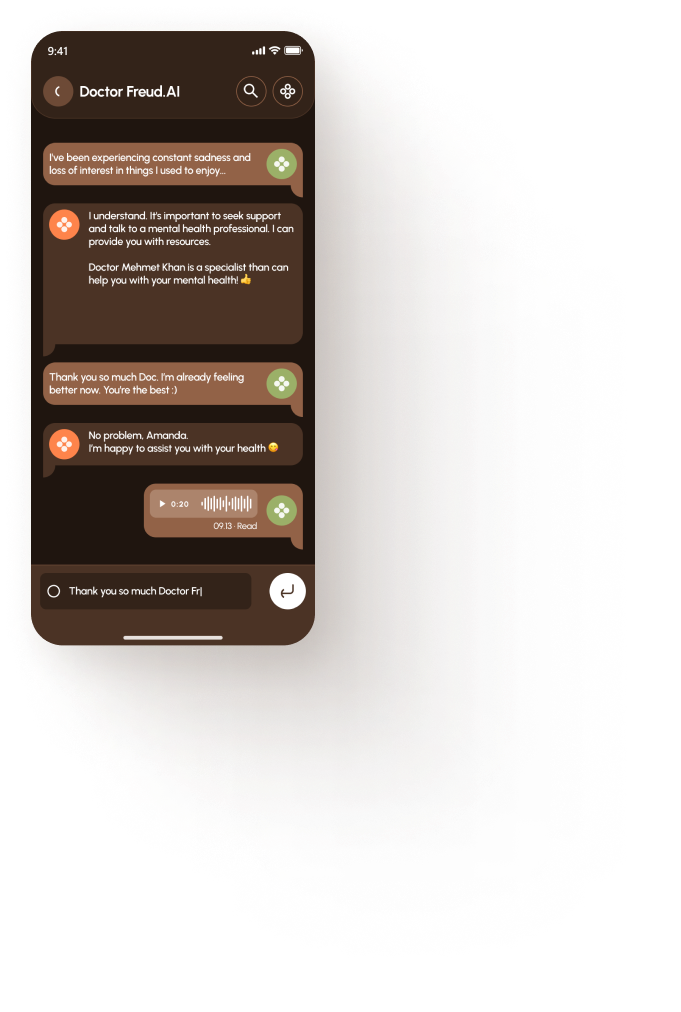 9:41
Doctor Freud.AI
I've been experiencing constant sadness and
loss of interest in things I used to enjoy...
I understand. It's important to seek support
and talk to a mental health professional. I can
provide you with resources.
Doctor Mehmet Khan is a specialist than can
help you with your mental health! 👍
Thank you so much Doc. I'm already feeling
better now. You're the best :)
No problem, Amanda.
I'm happy to assist you with your health 😋
0:20
09.13 · Read
Thank you so much Doctor Fr|